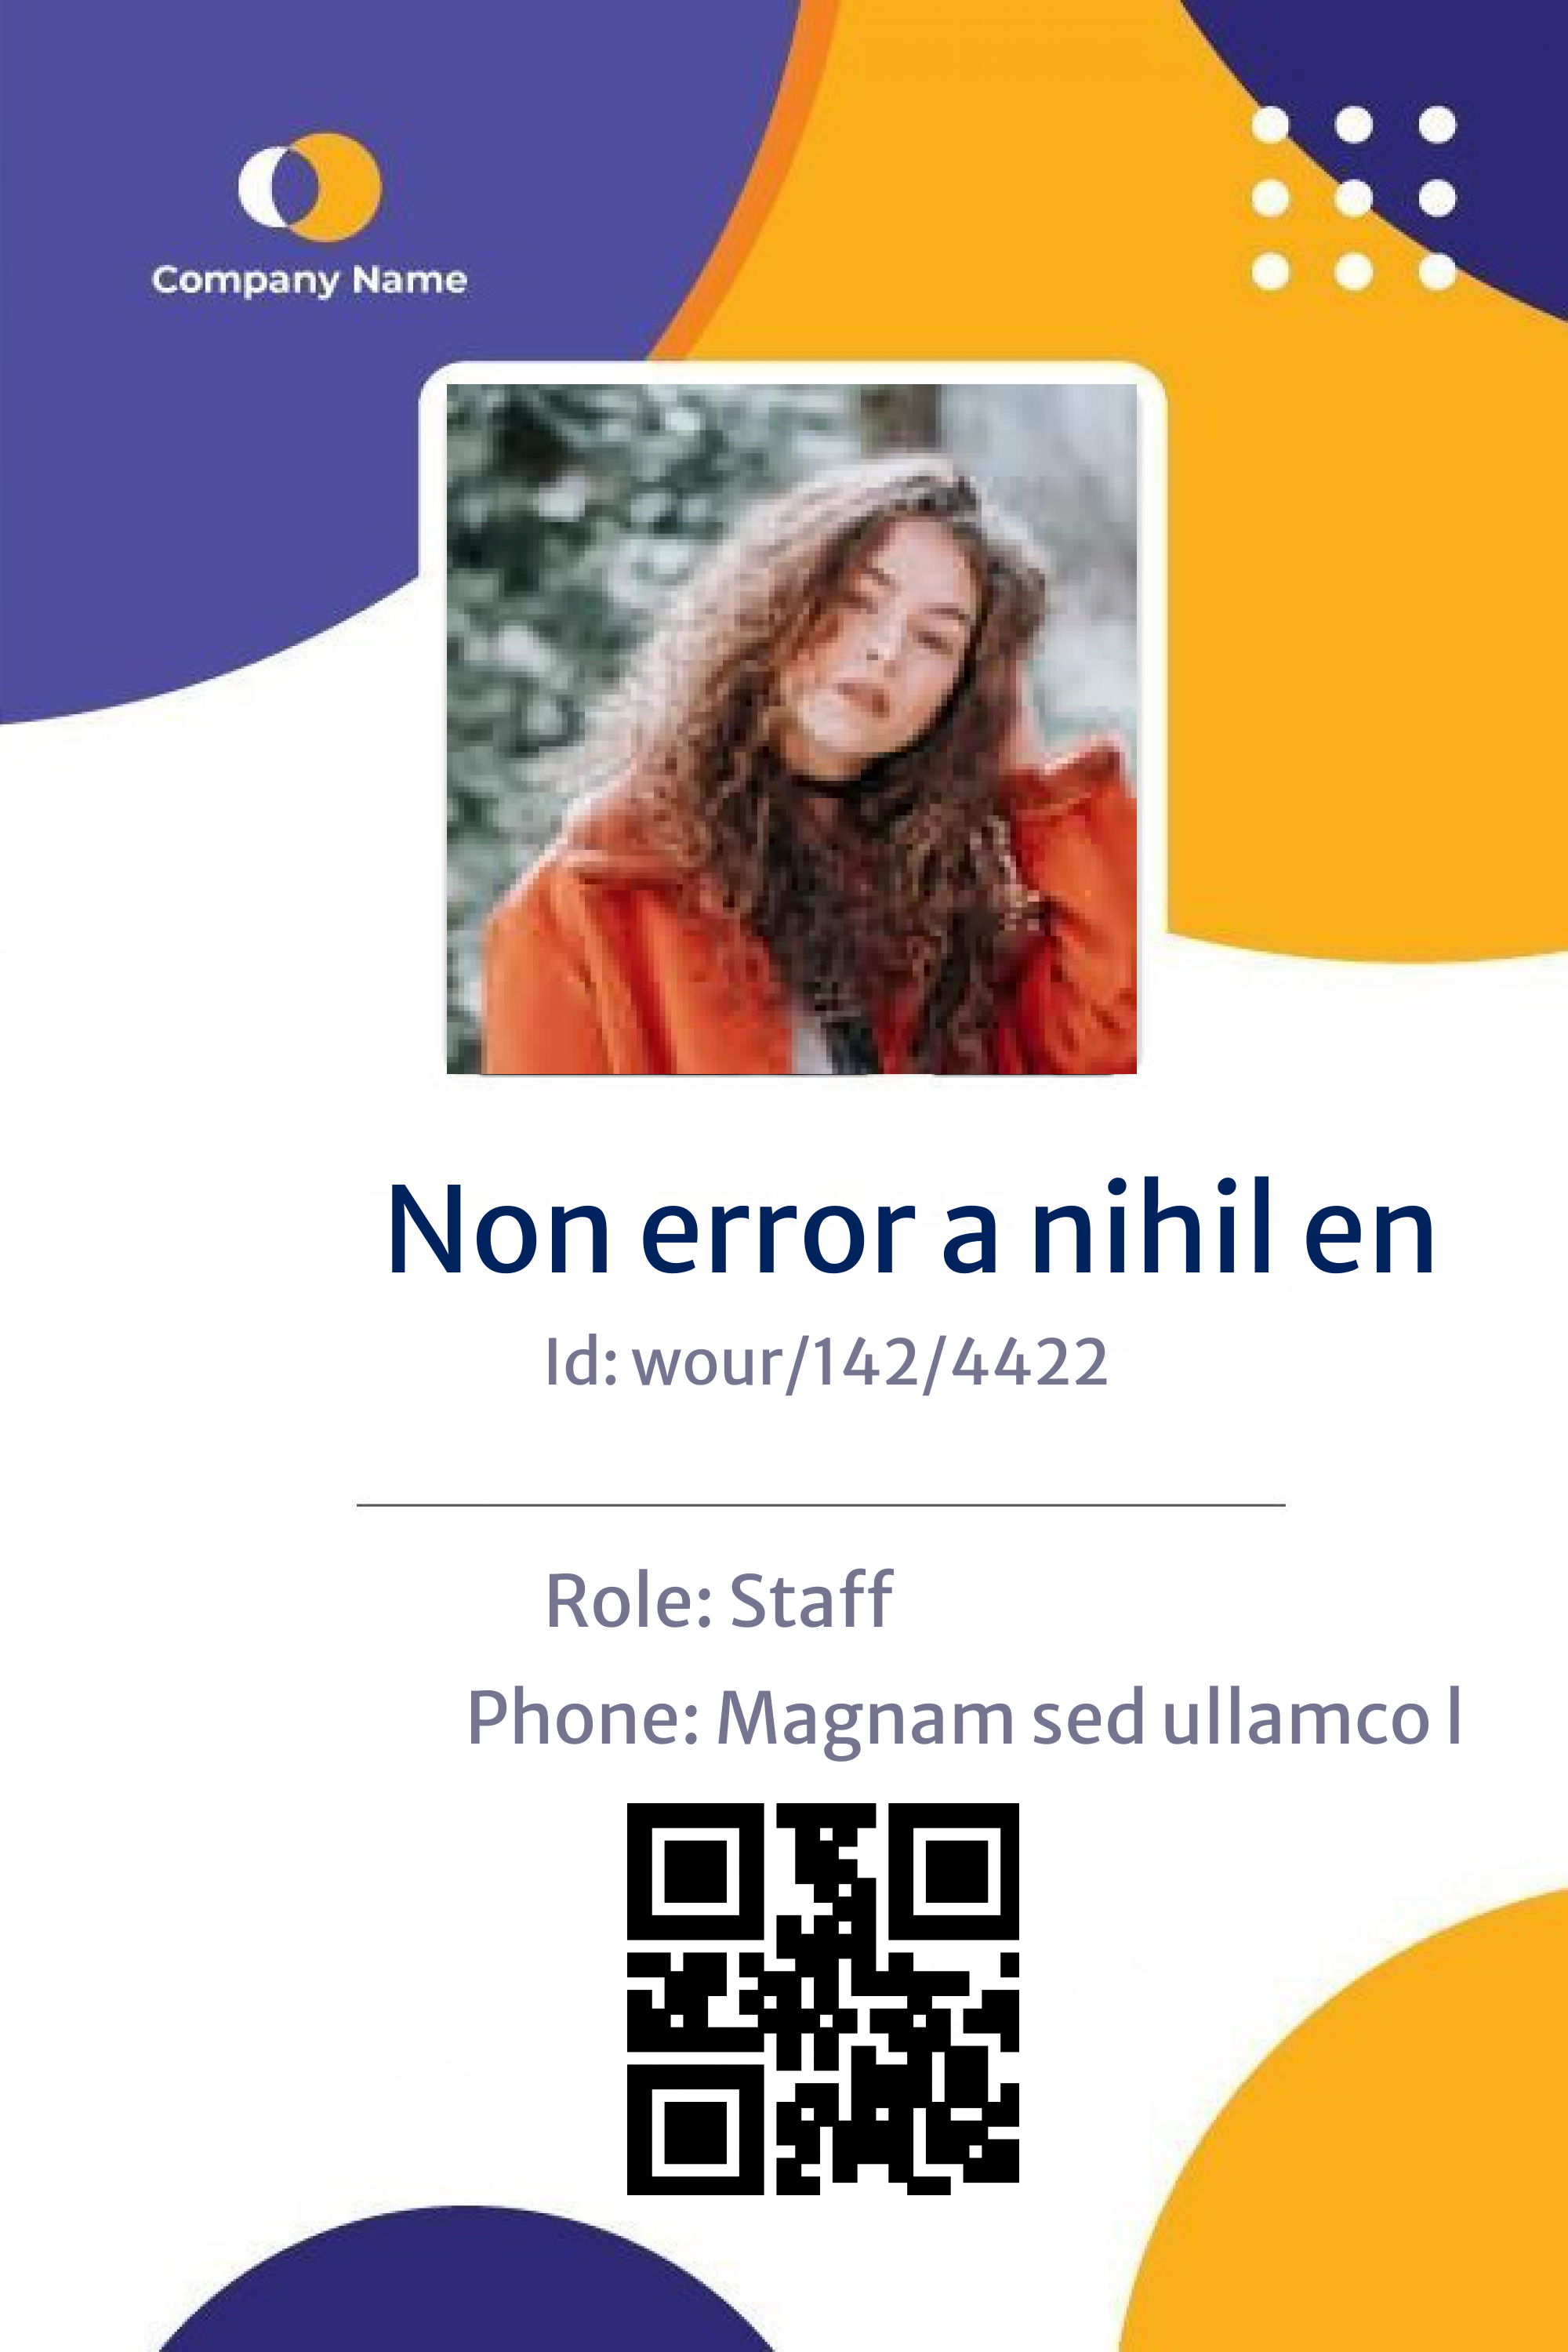 Company Name
Non error a nihil en
Id: wour/142/4422
Role: Staff
Phone: Magnam sed ullamco l